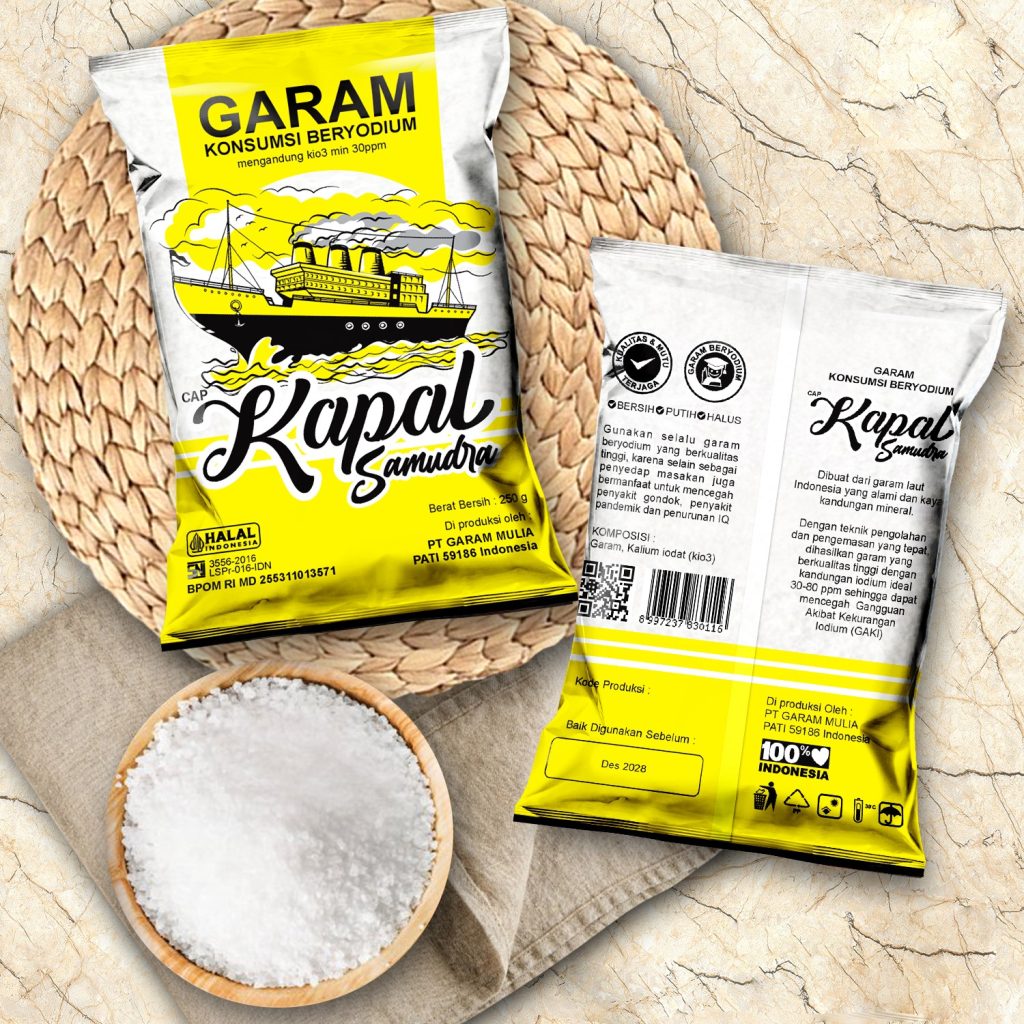 GARAM
KONSUMSI BERYODIUM
mengandung kio3 min 30ppm
CAP
Kapal
Samudra
Berat Bersih : 250 g
Di produksi oleh :
PT GARAM MULIA
PATI 59186 Indonesia
HALAL
INDONESIA
3556-2016
LSPr-016-IDN
BPOM RI MD 255311013571
KUALITAS & MUTU
TERJAGA
GARAM BERYODIUM
BERSIH PUTIH HALUS
Gunakan selalu garam
beryodium yang berkualitas
tinggi, karena selain sebagai
penyedap masakan juga
bermanfaat untuk mencegah
penyakit gondok, penyakit
pandemik dan penurunan IQ
KOMPOSISI :
Garam, Kalium iodat (kio3)
8 997237 830116
Kode Produksi :
Baik Digunakan Sebelum :
Des 2028
GARAM
KONSUMSI BERYODIUM
CAP
Kapal
Samudra
Dibuat dari garam laut
Indonesia yang alami dan kaya
kandungan mineral.
Dengan teknik pengolahan
dan pengemasan yang tepat,
dihasilkan garam yang
berkualitas tinggi dengan
kandungan iodium ideal
30-80 ppm sehingga dapat
mencegah Gangguan
Akibat Kekurangan
Iodium (GAKI)
Di produksi Oleh :
PT GARAM MULIA
PATI 59186 Indonesia
100%
INDONESIA
PP
30°C